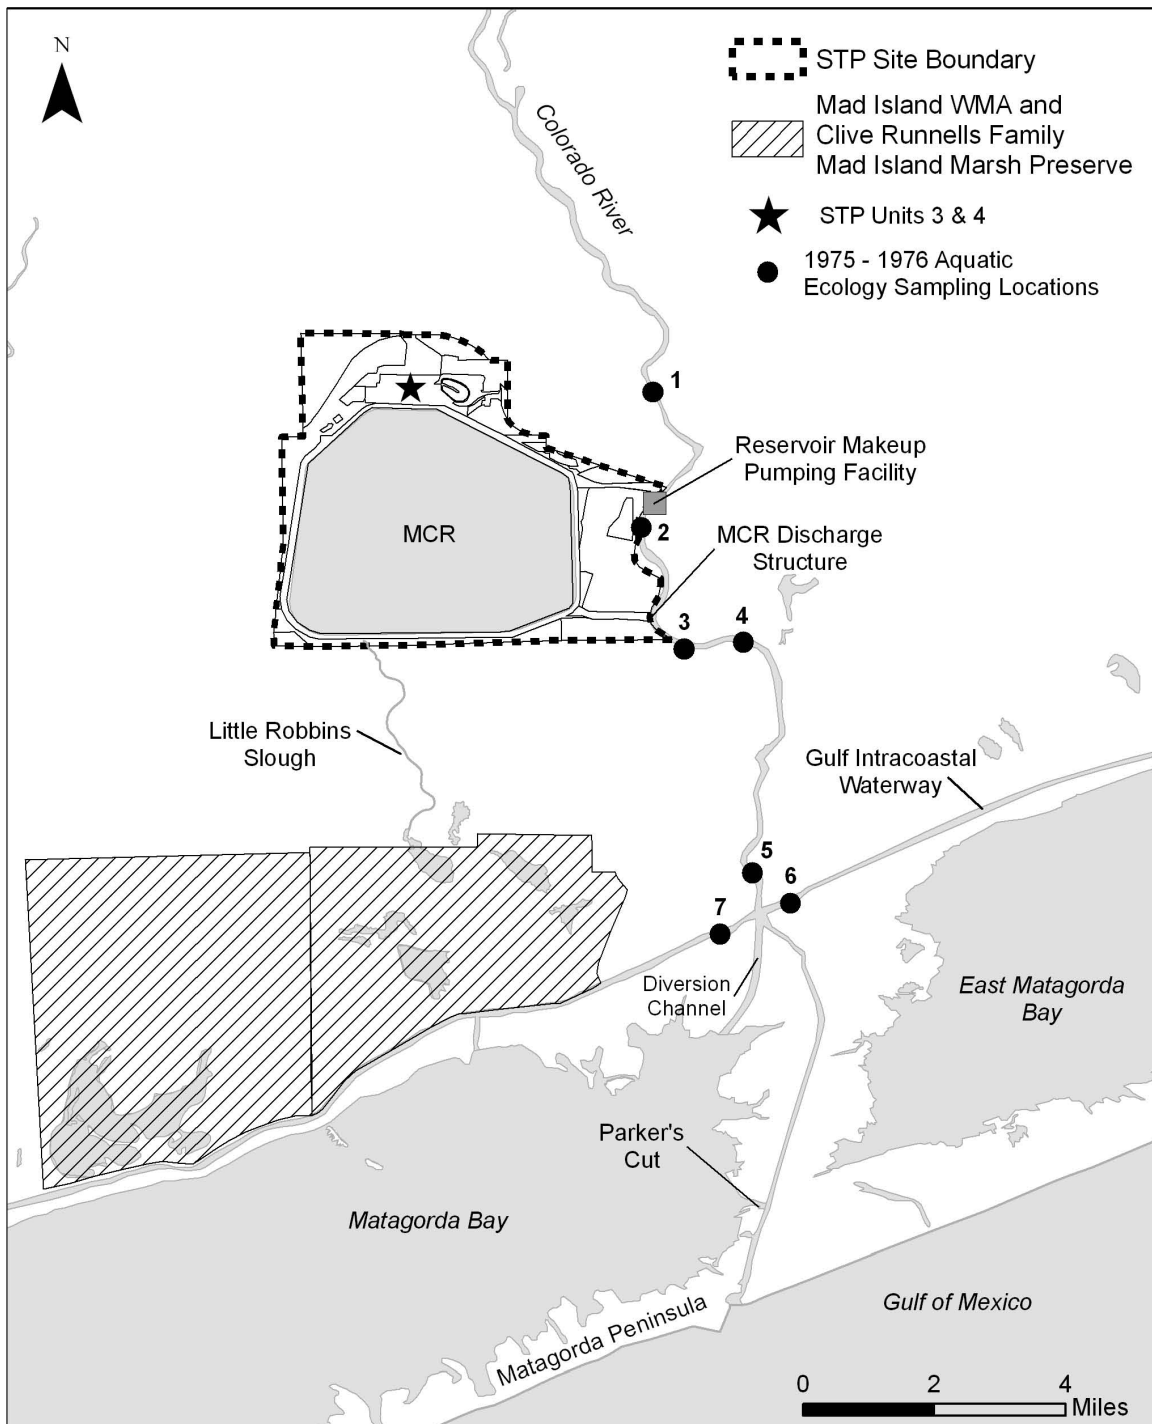 N
STP Site Boundary
Mad Island WMA and
Clive Runnells Family
Mad Island Marsh Preserve
STP Units 3 & 4
1975 - 1976 Aquatic
Ecology Sampling Locations
Colorado River
1
Reservoir Makeup
Pumping Facility
MCR
2
MCR Discharge
Structure
3
4
Little Robbins
Slough
Gulf Intracoastal
Waterway
5
6
7
Diversion
Channel
East Matagorda
Bay
Parker's
Cut
Matagorda Bay
Matagorda Peninsula
Gulf of Mexico
0 2 4
Miles